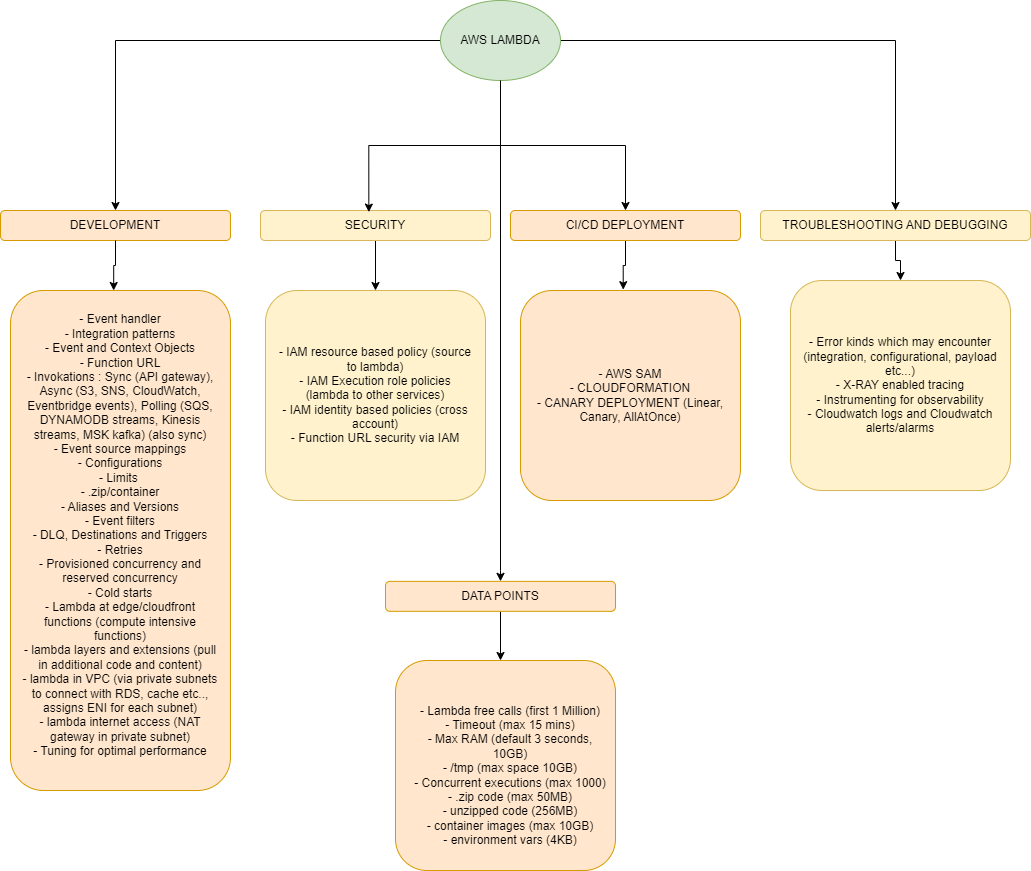 AWS LAMBDA
DEVELOPMENT
SECURITY
CI/CD DEPLOYMENT
TROUBLESHOOTING AND DEBUGGING
- Event handler
- Integration patterns
- Event and Context Objects
- Function URL
- Invokations : Sync (API gateway),
Async (S3, SNS, CloudWatch,
Eventbridge events), Polling (SQS,
DYNAMODB streams, Kinesis
streams, MSK kafka) (also sync)
- Event source mappings
- Configurations
- Limits
- .zip/container
- Aliases and Versions
- Event filters
- DLQ, Destinations and Triggers
- Retries
- Provisioned concurrency and
reserved concurrency
- Cold starts
- Lambda at edge/cloudfront
functions (compute intensive
functions)
- lambda layers and extensions (pull
in additional code and content)
- lambda in VPC (via private subnets
to connect with RDS, cache etc..,
assigns ENI for each subnet)
- lambda internet access (NAT
gateway in private subnet)
- Tuning for optimal performance
- IAM resource based policy (source
to lambda)
- IAM Execution role policies
(lambda to other services)
- IAM identity based policies (cross
account)
- Function URL security via IAM
- AWS SAM
- CLOUDFORMATION
- CANARY DEPLOYMENT (Linear,
Canary, AllAtOnce)
- Error kinds which may encounter
(integration, configurational, payload
etc...)
- X-RAY enabled tracing
- Instrumenting for observability
- Cloudwatch logs and Cloudwatch
alerts/alarms
DATA POINTS
- Lambda free calls (first 1 Million)
- Timeout (max 15 mins)
- Max RAM (default 3 seconds,
10GB)
- /tmp (max space 10GB)
- Concurrent executions (max 1000)
- .zip code (max 50MB)
- unzipped code (256MB)
- container images (max 10GB)
- environment vars (4KB)